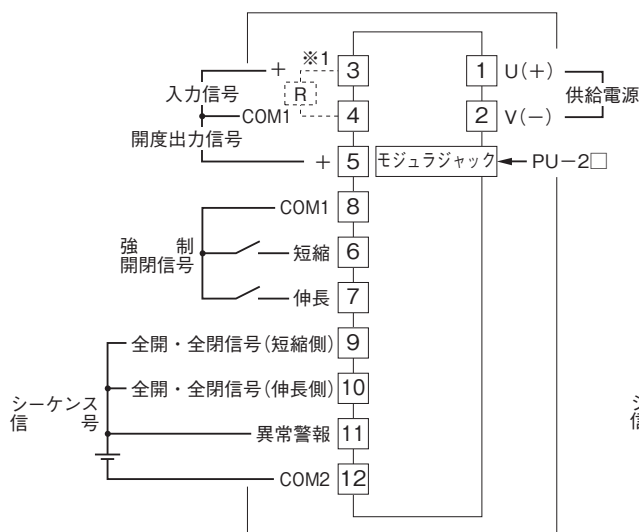 ※1
+ 3 1 U(+)
入力信号 R 供給電源
COM1 4 2 V(−)
開度出力信号
+ 5 モジュラジャック PU−2□
COM1 8
強制
開閉信号
短縮 6
伸長 7
全開・全閉信号(短縮側) 9
全開・全閉信号(伸長側) 10
シーケンス
信号
異常警報 11
COM2 12